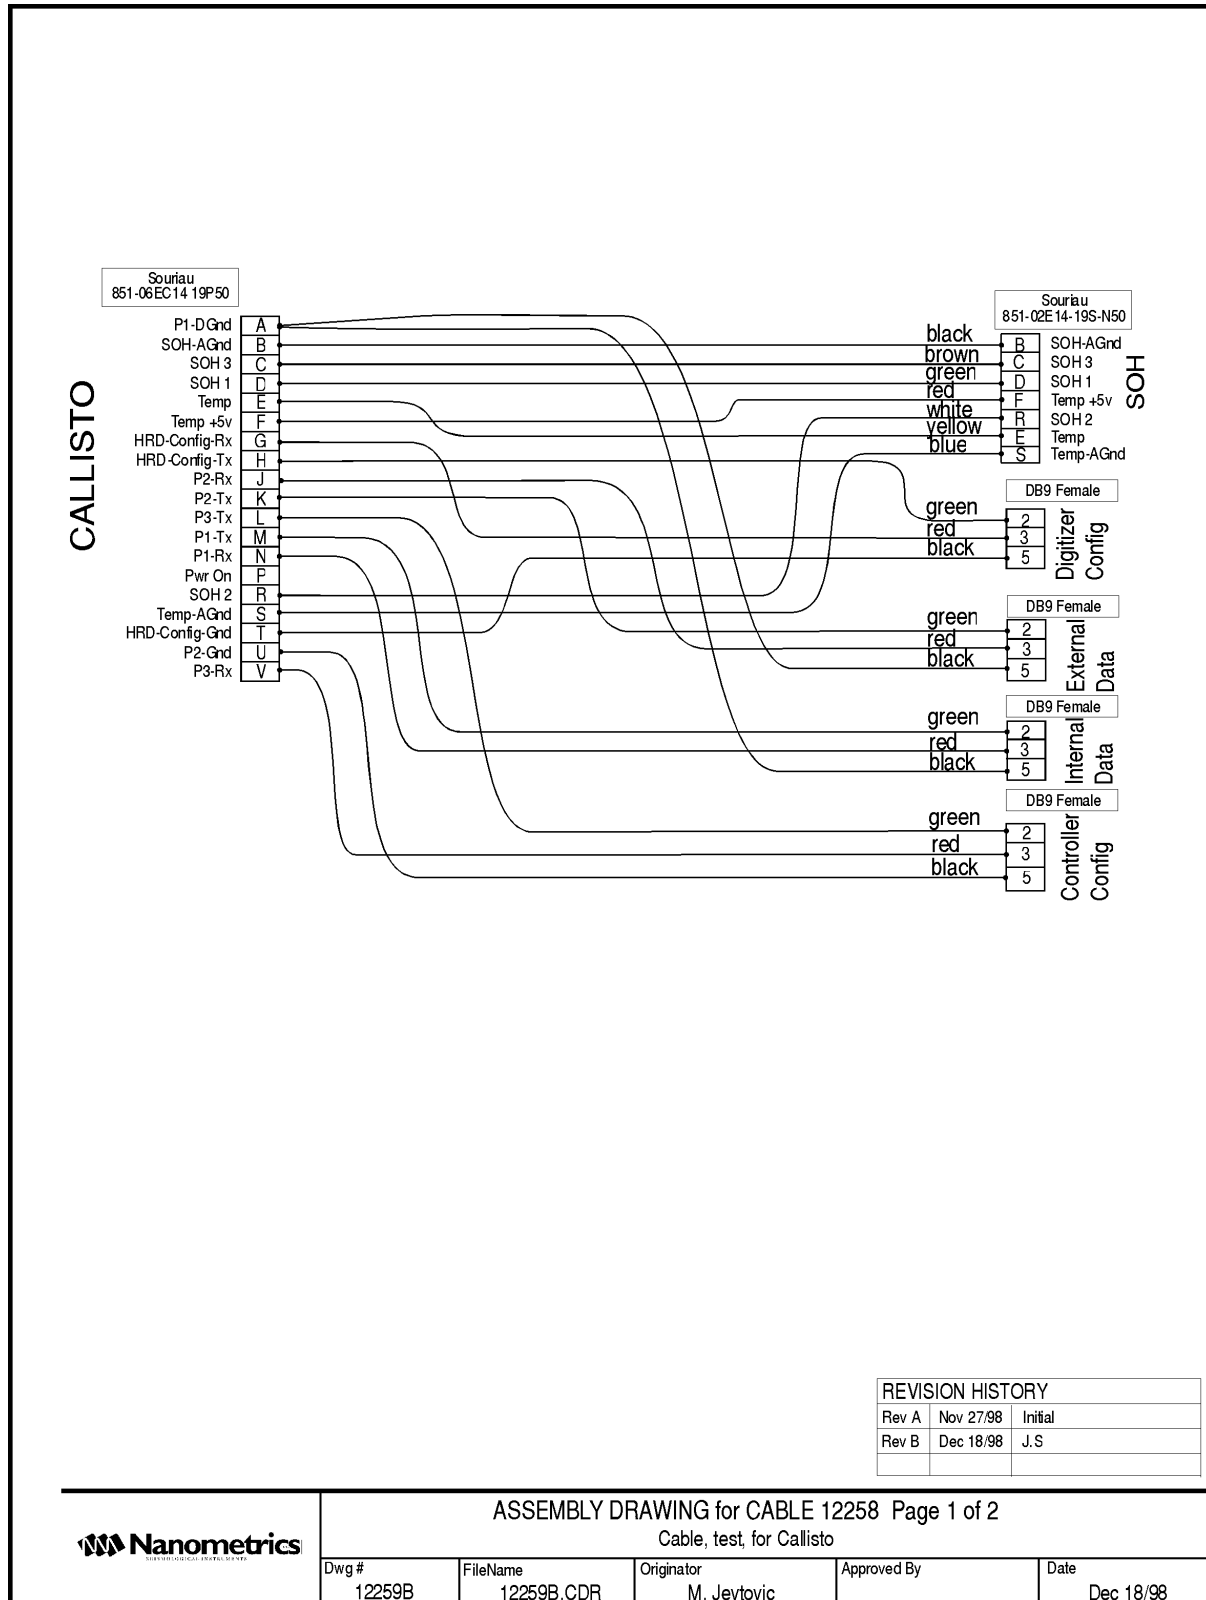 CALLISTO
Souriau
851-06EC14 19P50
P1-DGnd A
SOH-AGnd B
SOH 3 C
SOH 1 D
Temp E
Temp +5v F
HRD-Config-Rx G
HRD-Config-Tx H
P2-Rx J
P2-Tx K
P3-Tx L
P1-Tx M
P1-Rx N
Pwr On P
SOH 2 R
Temp-AGnd S
HRD-Config-Gnd T
P2-Gnd U
P3-Rx V
Souriau
851-02E14-19S-N50
SOH
black B SOH-AGnd
brown C SOH 3
green D SOH 1
red F Temp +5v
white R SOH 2
yellow E Temp
blue S Temp-AGnd
DB9 Female
green 2
red 3
black 5
Digitizer
Config
DB9 Female
green 2
red 3
black 5
External
Data
DB9 Female
green 2
red 3
black 5
Internal
Data
DB9 Female
green 2
red 3
black 5
Controller
Config
REVISION HISTORY
Rev A Nov 27/98 Initial
Rev B Dec 18/98 J.S
Nanometrics
SEISMOLOGICAL INSTRUMENTS
ASSEMBLY DRAWING for CABLE 12258 Page 1 of 2
Cable, test, for Callisto
Dwg # FileName Originator Approved By Date
12259B 12259B.CDR M. Jevtovic Dec 18/98